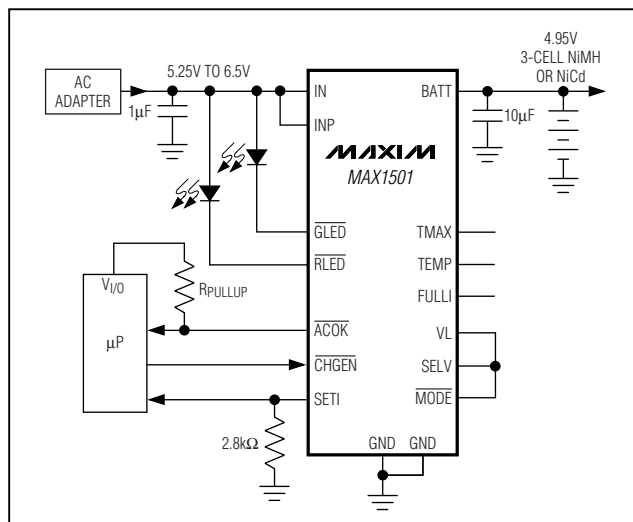 4.95V
3-CELL NiMH
OR NiCd
5.25V TO 6.5V
AC
ADAPTER
1µF
IN
BATT
10µF
INP
MAXIM
MAX1501
GLED
TMAX
RLED
TEMP
FULLI
VI/O
RPULLUP
µP
ACOK
VL
CHGEN
SELV
SETI
MODE
2.8kΩ
GND
GND